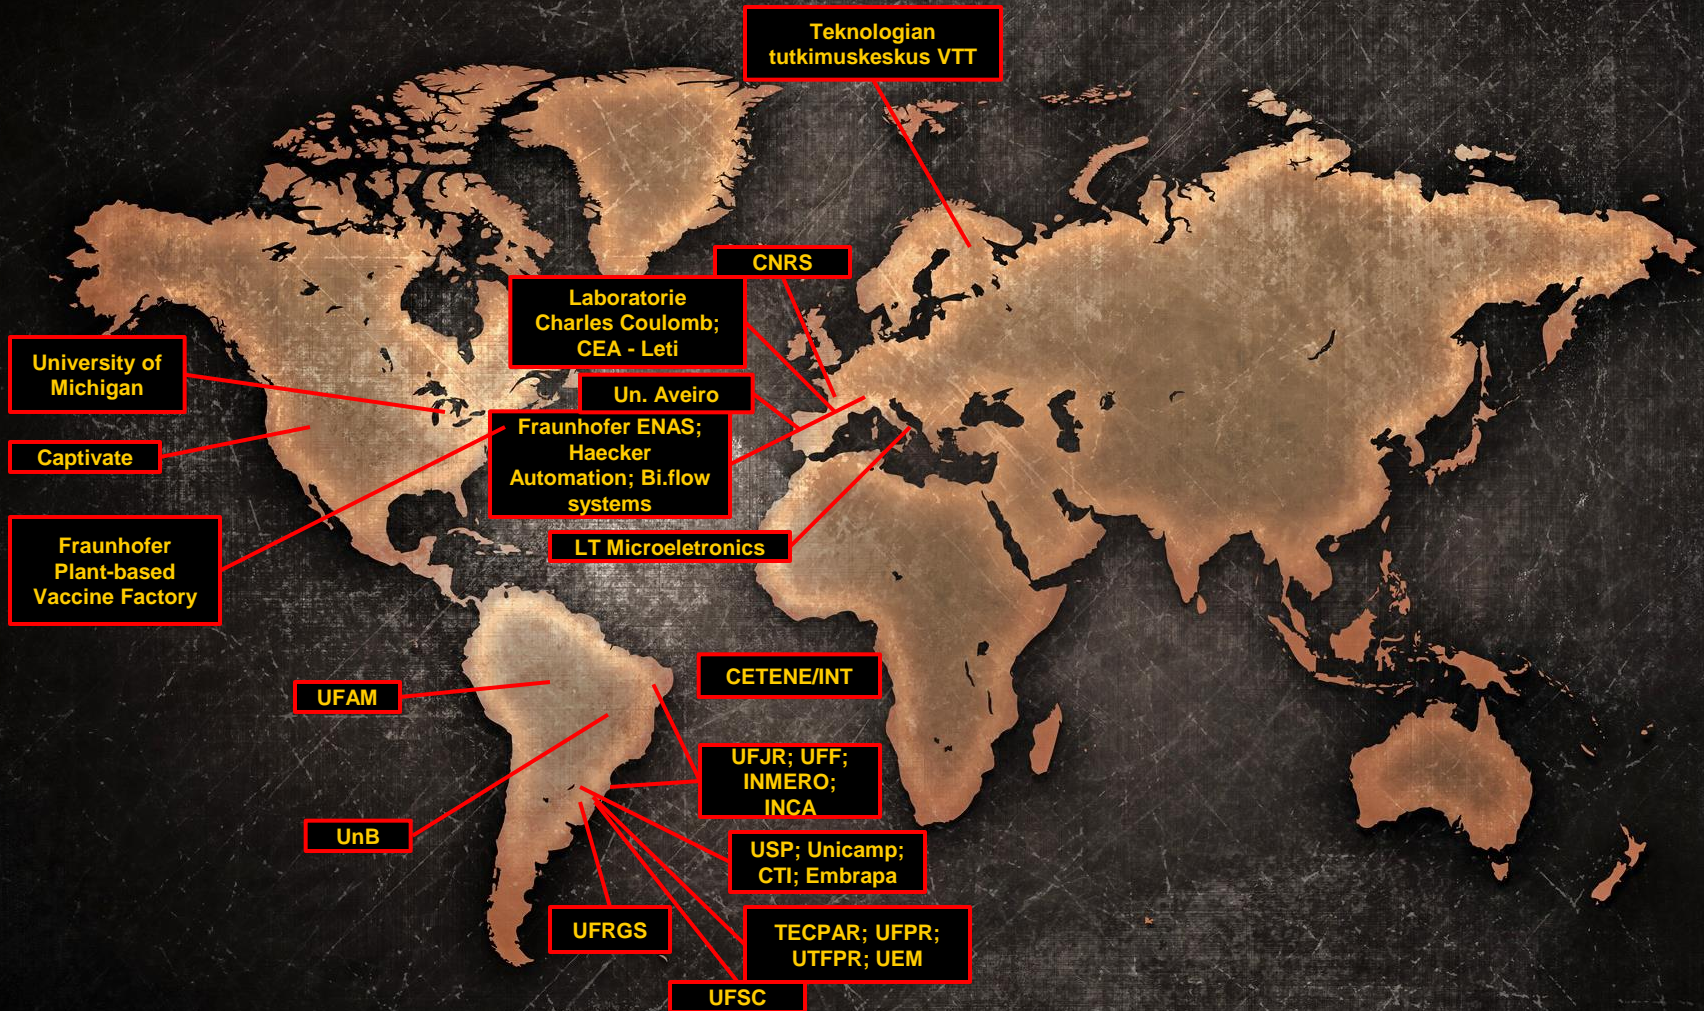 Teknologian
tutkimuskeskus VTT
CNRS
Laboratorie
Charles Coulomb;
CEA - Leti
University of
Michigan
Un. Aveiro
Captivate
Fraunhofer ENAS;
Haecker
Automation; Bi.flow
systems
LT Microeletronics
Fraunhofer
Plant-based
Vaccine Factory
CETENE/INT
UFAM
UFJR; UFF;
INMERO;
INCA
UnB
USP; Unicamp;
CTI; Embrapa
UFRGS
TECPAR; UFPR;
UTFPR; UEM
UFSC